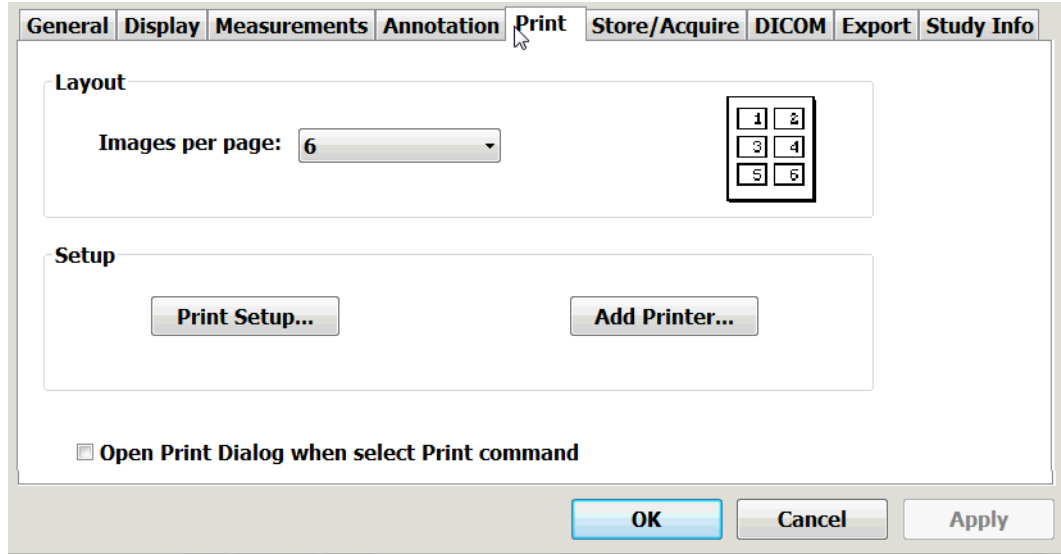 General Display Measurements Annotation Print Store/Acquire DICOM Export Study Info
Layout
Images per page: 6
1 2
3 4
5 6
Setup
Print Setup... Add Printer...
Open Print Dialog when select Print command
OK Cancel Apply